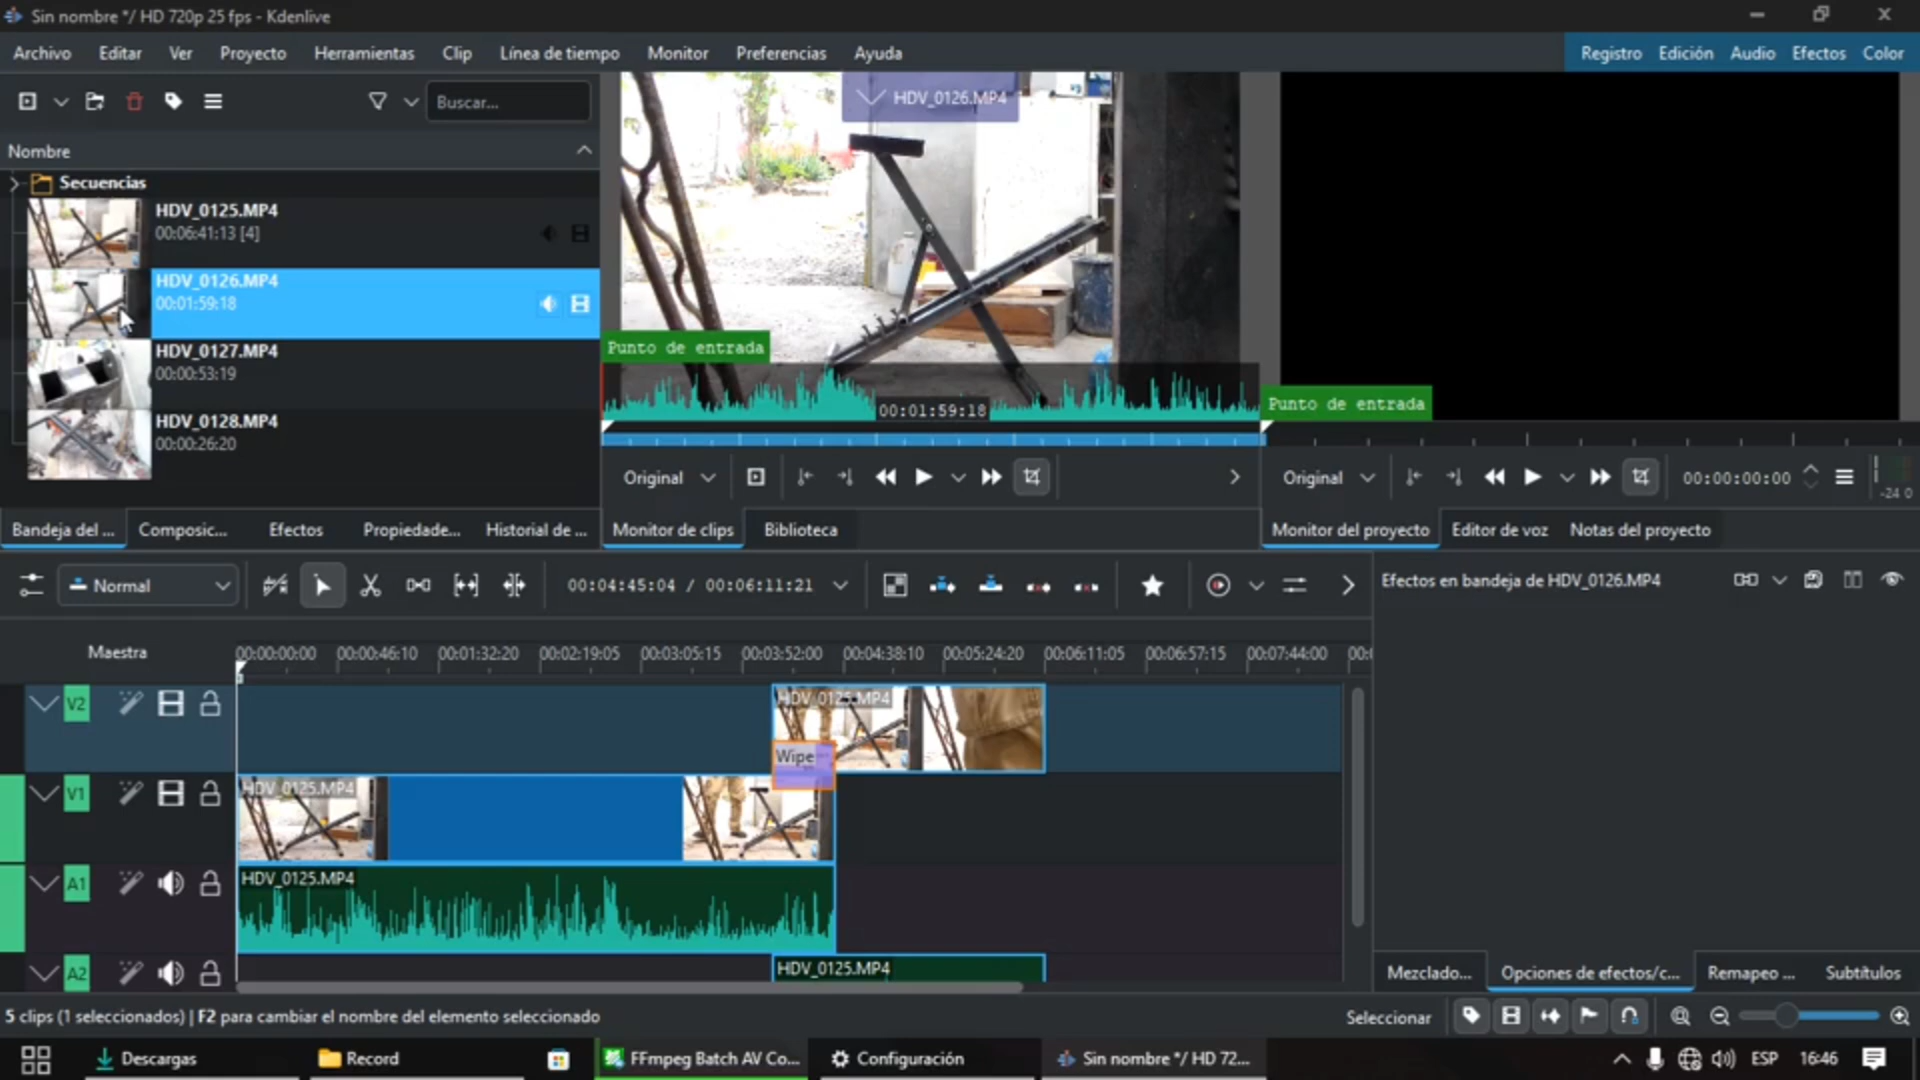 Sin nombre */ HD 720p 25 fps - Kdenlive
Archivo Editar Ver Proyecto Herramientas Clip Línea de tiempo Monitor Preferencias Ayuda
Registro Edición Audio Efectos Color
Buscar...
Nombre
Secuencias
HDV_0125.MP4
00:06:41:13 [4]
HDV_0126.MP4
00:01:59:18
HDV_0127.MP4
00:00:53:19
HDV_0128.MP4
00:00:26:20
HDV_0126.MP4
Punto de entrada
00:01:59:18
Punto de entrada
Original
Original
00:00:00:00
-24 0
Bandeja del ... Composic... Efectos Propiedade... Historial de ...
Monitor de clips Biblioteca
Monitor del proyecto Editor de voz Notas del proyecto
Normal
00:04:45:04 / 00:06:11:21
Efectos en bandeja de HDV_0126.MP4
Maestra
00:00:00:00 00:00:46:10 00:01:32:20 00:02:19:05 00:03:05:15 00:03:52:00 00:04:38:10 00:05:24:20 00:06:11:05 00:06:57:15 00:07:44:00 00:0
V2
HDV_0125.MP4
Wipe
V1
HDV_0125.MP4
A1
HDV_0125.MP4
A2
HDV_0125.MP4
Mezclado... Opciones de efectos/c... Remapeo ... Subtítulos
5 clips (1 seleccionados) | F2 para cambiar el nombre del elemento seleccionado
Seleccionar
Descargas
Record
FFmpeg Batch AV Co...
Configuración
Sin nombre */ HD 72...
ESP
16:46